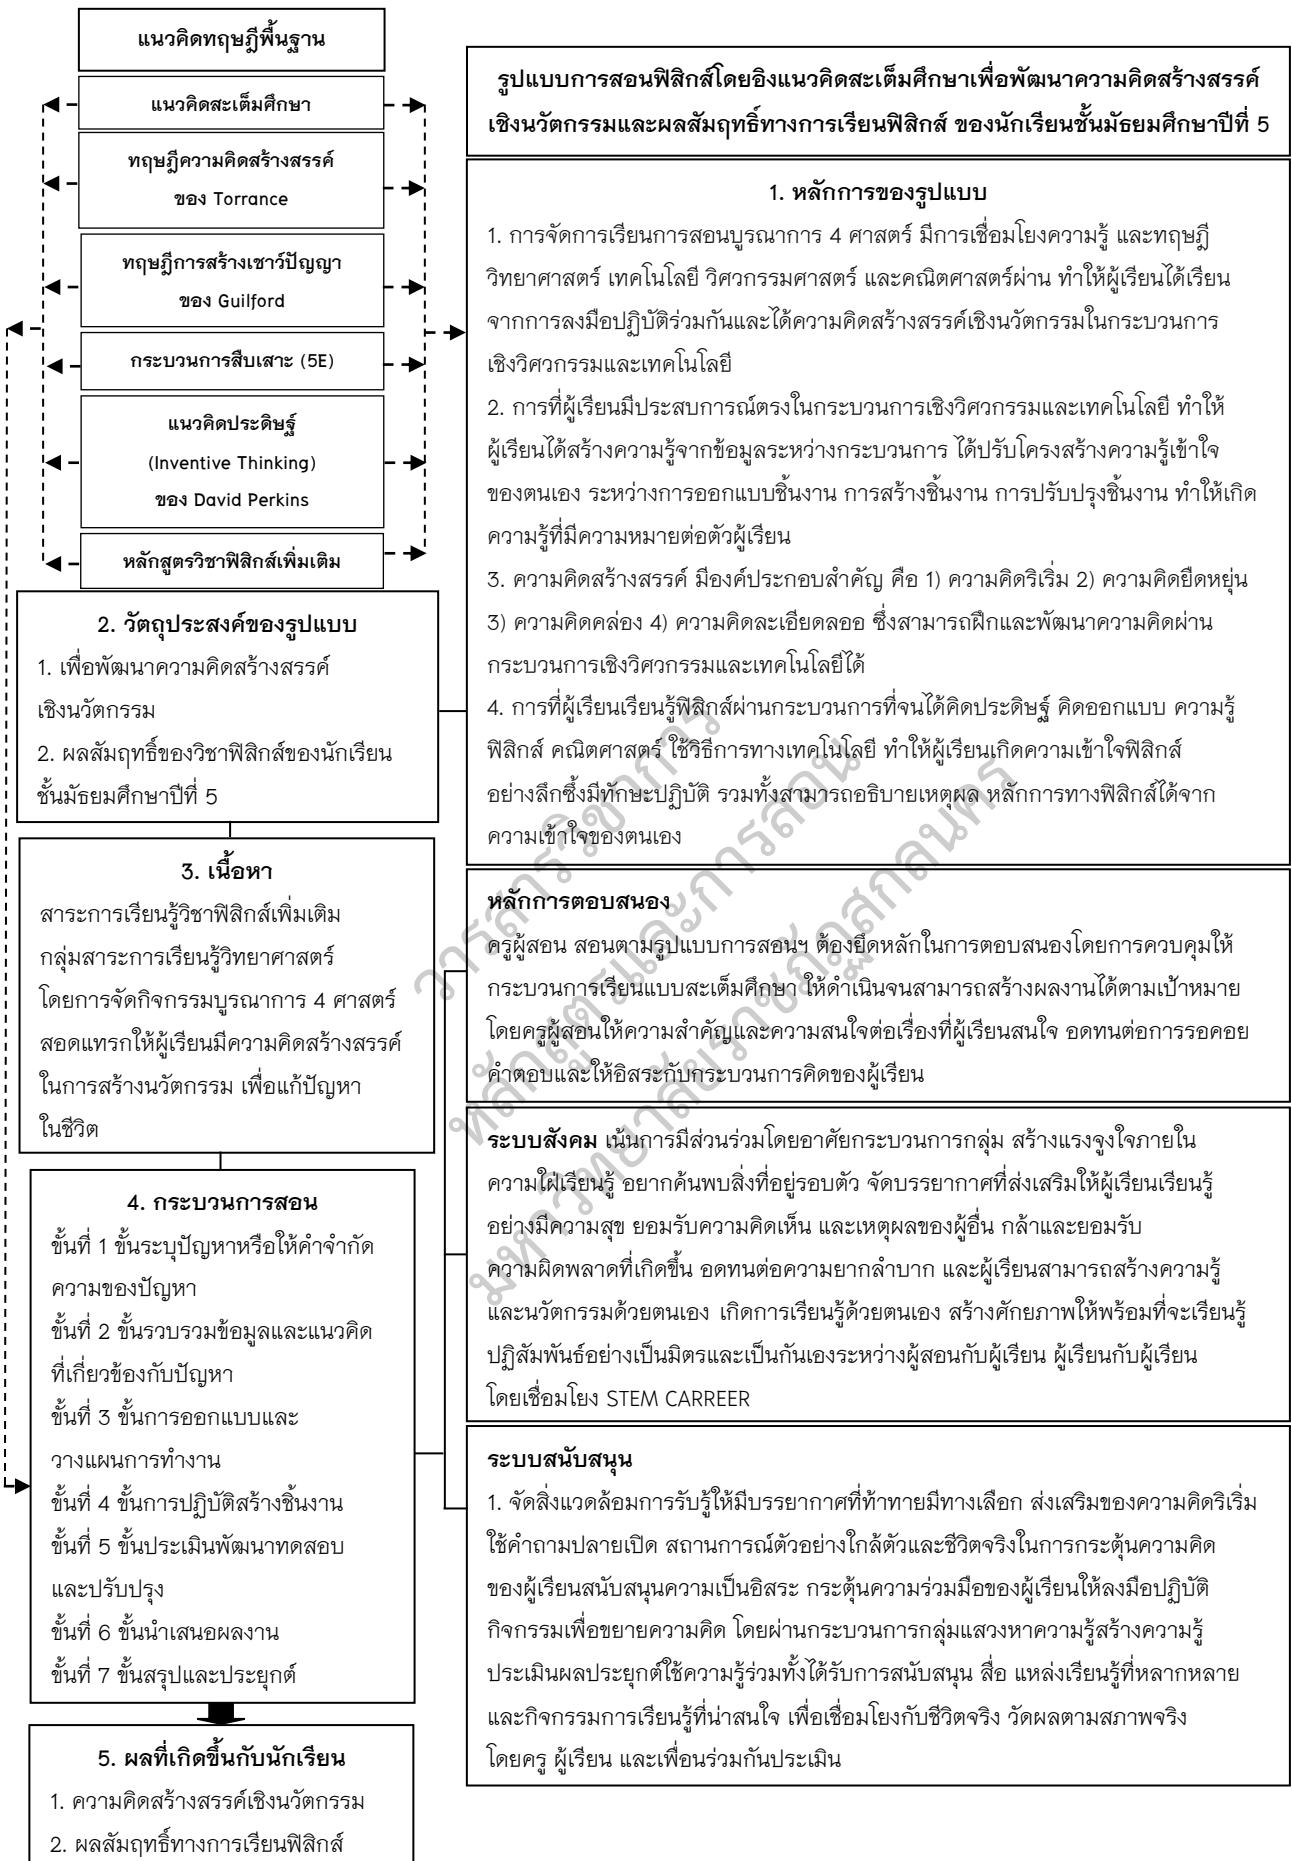 แนวคิดทฤษฎีพื้นฐาน
แนวคิดสะเต็มศึกษา
ทฤษฎีความคิดสร้างสรรค์
ของ Torrance
ทฤษฎีการสร้างเชาว์ปัญญา
ของ Guilford
กระบวนการสืบเสาะ (5E)
แนวคิดประดิษฐ์
(Inventive Thinking)
ของ David Perkins
หลักสูตรวิชาฟิสิกส์เพิ่มเติม
2. วัตถุประสงค์ของรูปแบบ
1. เพื่อพัฒนาความคิดสร้างสรรค์
เชิงนวัตกรรม
2. ผลสัมฤทธิ์ของวิชาฟิสิกส์ของนักเรียน
ชั้นมัธยมศึกษาปีที่ 5
3. เนื้อหา
สาระการเรียนรู้วิชาฟิสิกส์เพิ่มเติม
กลุ่มสาระการเรียนรู้วิทยาศาสตร์
โดยการจัดกิจกรรมบูรณาการ 4 ศาสตร์
สอดแทรกให้ผู้เรียนมีความคิดสร้างสรรค์
ในการสร้างนวัตกรรม เพื่อแก้ปัญหา
ในชีวิต
4. กระบวนการสอน
ขั้นที่ 1 ขั้นระบุปัญหาหรือให้คำจำกัด
ความของปัญหา
ขั้นที่ 2 ขั้นรวบรวมข้อมูลและแนวคิด
ที่เกี่ยวข้องกับปัญหา
ขั้นที่ 3 ขั้นการออกแบบและ
วางแผนการทำงาน
ขั้นที่ 4 ขั้นการปฏิบัติสร้างชิ้นงาน
ขั้นที่ 5 ขั้นประเมินพัฒนาทดสอบ
และปรับปรุง
ขั้นที่ 6 ขั้นนำเสนอผลงาน
ขั้นที่ 7 ขั้นสรุปและประยุกต์
5. ผลที่เกิดขึ้นกับนักเรียน
1. ความคิดสร้างสรรค์เชิงนวัตกรรม
2. ผลสัมฤทธิ์ทางการเรียนฟิสิกส์
รูปแบบการสอนฟิสิกส์โดยอิงแนวคิดสะเต็มศึกษาเพื่อพัฒนาความคิดสร้างสรรค์
เชิงนวัตกรรมและผลสัมฤทธิ์ทางการเรียนฟิสิกส์ ของนักเรียนชั้นมัธยมศึกษาปีที่ 5
1. หลักการของรูปแบบ
1. การจัดการเรียนการสอนบูรณาการ 4 ศาสตร์ มีการเชื่อมโยงความรู้ และทฤษฎี
วิทยาศาสตร์ เทคโนโลยี วิศวกรรมศาสตร์ และคณิตศาสตร์ผ่าน ทำให้ผู้เรียนได้เรียน
จากการลงมือปฏิบัติร่วมกันและได้ความคิดสร้างสรรค์เชิงนวัตกรรมในกระบวนการ
เชิงวิศวกรรมและเทคโนโลยี
2. การที่ผู้เรียนมีประสบการณ์ตรงในกระบวนการเชิงวิศวกรรมและเทคโนโลยี ทำให้
ผู้เรียนได้สร้างความรู้จากข้อมูลระหว่างกระบวนการ ได้ปรับโครงสร้างความรู้เข้าใจ
ของตนเอง ระหว่างการออกแบบชิ้นงาน การสร้างชิ้นงาน การปรับปรุงชิ้นงาน ทำให้เกิด
ความรู้ที่มีความหมายต่อตัวผู้เรียน
3. ความคิดสร้างสรรค์ มีองค์ประกอบสำคัญ คือ 1) ความคิดริเริ่ม 2) ความคิดยืดหยุ่น
3) ความคิดคล่อง 4) ความคิดละเอียดลออ ซึ่งสามารถฝึกและพัฒนาความคิดผ่าน
กระบวนการเชิงวิศวกรรมและเทคโนโลยีได้
4. การที่ผู้เรียนเรียนรู้ฟิสิกส์ผ่านกระบวนการที่จนได้คิดประดิษฐ์ คิดออกแบบ ความรู้
ฟิสิกส์ คณิตศาสตร์ ใช้วิธีการทางเทคโนโลยี ทำให้ผู้เรียนเกิดความเข้าใจฟิสิกส์
อย่างลึกซึ้งมีทักษะปฏิบัติ รวมทั้งสามารถอธิบายเหตุผล หลักการทางฟิสิกส์ได้จาก
ความเข้าใจของตนเอง
หลักการตอบสนอง
ครูผู้สอน สอนตามรูปแบบการสอนฯ ต้องยึดหลักในการตอบสนองโดยการควบคุมให้
กระบวนการเรียนแบบสะเต็มศึกษา ให้ดำเนินจนสามารถสร้างผลงานได้ตามเป้าหมาย
โดยครูผู้สอนให้ความสำคัญและความสนใจต่อเรื่องที่ผู้เรียนสนใจ อดทนต่อการรอคอย
คำตอบและให้อิสระกับกระบวนการคิดของผู้เรียน
ระบบสังคม เน้นการมีส่วนร่วมโดยอาศัยกระบวนการกลุ่ม สร้างแรงจูงใจภายใน
ความใฝ่เรียนรู้ อยากค้นพบสิ่งที่อยู่รอบตัว จัดบรรยากาศที่ส่งเสริมให้ผู้เรียนเรียนรู้
อย่างมีความสุข ยอมรับความคิดเห็น และเหตุผลของผู้อื่น กล้าและยอมรับ
ความผิดพลาดที่เกิดขึ้น อดทนต่อความยากลำบาก และผู้เรียนสามารถสร้างความรู้
และนวัตกรรมด้วยตนเอง เกิดการเรียนรู้ด้วยตนเอง สร้างศักยภาพให้พร้อมที่จะเรียนรู้
ปฏิสัมพันธ์อย่างเป็นมิตรและเป็นกันเองระหว่างผู้สอนกับผู้เรียน ผู้เรียนกับผู้เรียน
โดยเชื่อมโยง STEM CARREER
ระบบสนับสนุน
1. จัดสิ่งแวดล้อมการรับรู้ให้มีบรรยากาศที่ท้าทายมีทางเลือก ส่งเสริมของความคิดริเริ่ม
ใช้คำถามปลายเปิด สถานการณ์ตัวอย่างใกล้ตัวและชีวิตจริงในการกระตุ้นความคิด
ของผู้เรียนสนับสนุนความเป็นอิสระ กระตุ้นความร่วมมือของผู้เรียนให้ลงมือปฏิบัติ
กิจกรรมเพื่อขยายความคิด โดยผ่านกระบวนการกลุ่มแสวงหาความรู้สร้างความรู้
ประเมินผลประยุกต์ใช้ความรู้ร่วมทั้งได้รับการสนับสนุน สื่อ แหล่งเรียนรู้ที่หลากหลาย
และกิจกรรมการเรียนรู้ที่น่าสนใจ เพื่อเชื่อมโยงกับชีวิตจริง วัดผลตามสภาพจริง
โดยครู ผู้เรียน และเพื่อนร่วมกันประเมิน
วารสารวิชาการ
หลักสูตรและการสอน
มหาวิทยาลัยราชภัฏสกลนคร